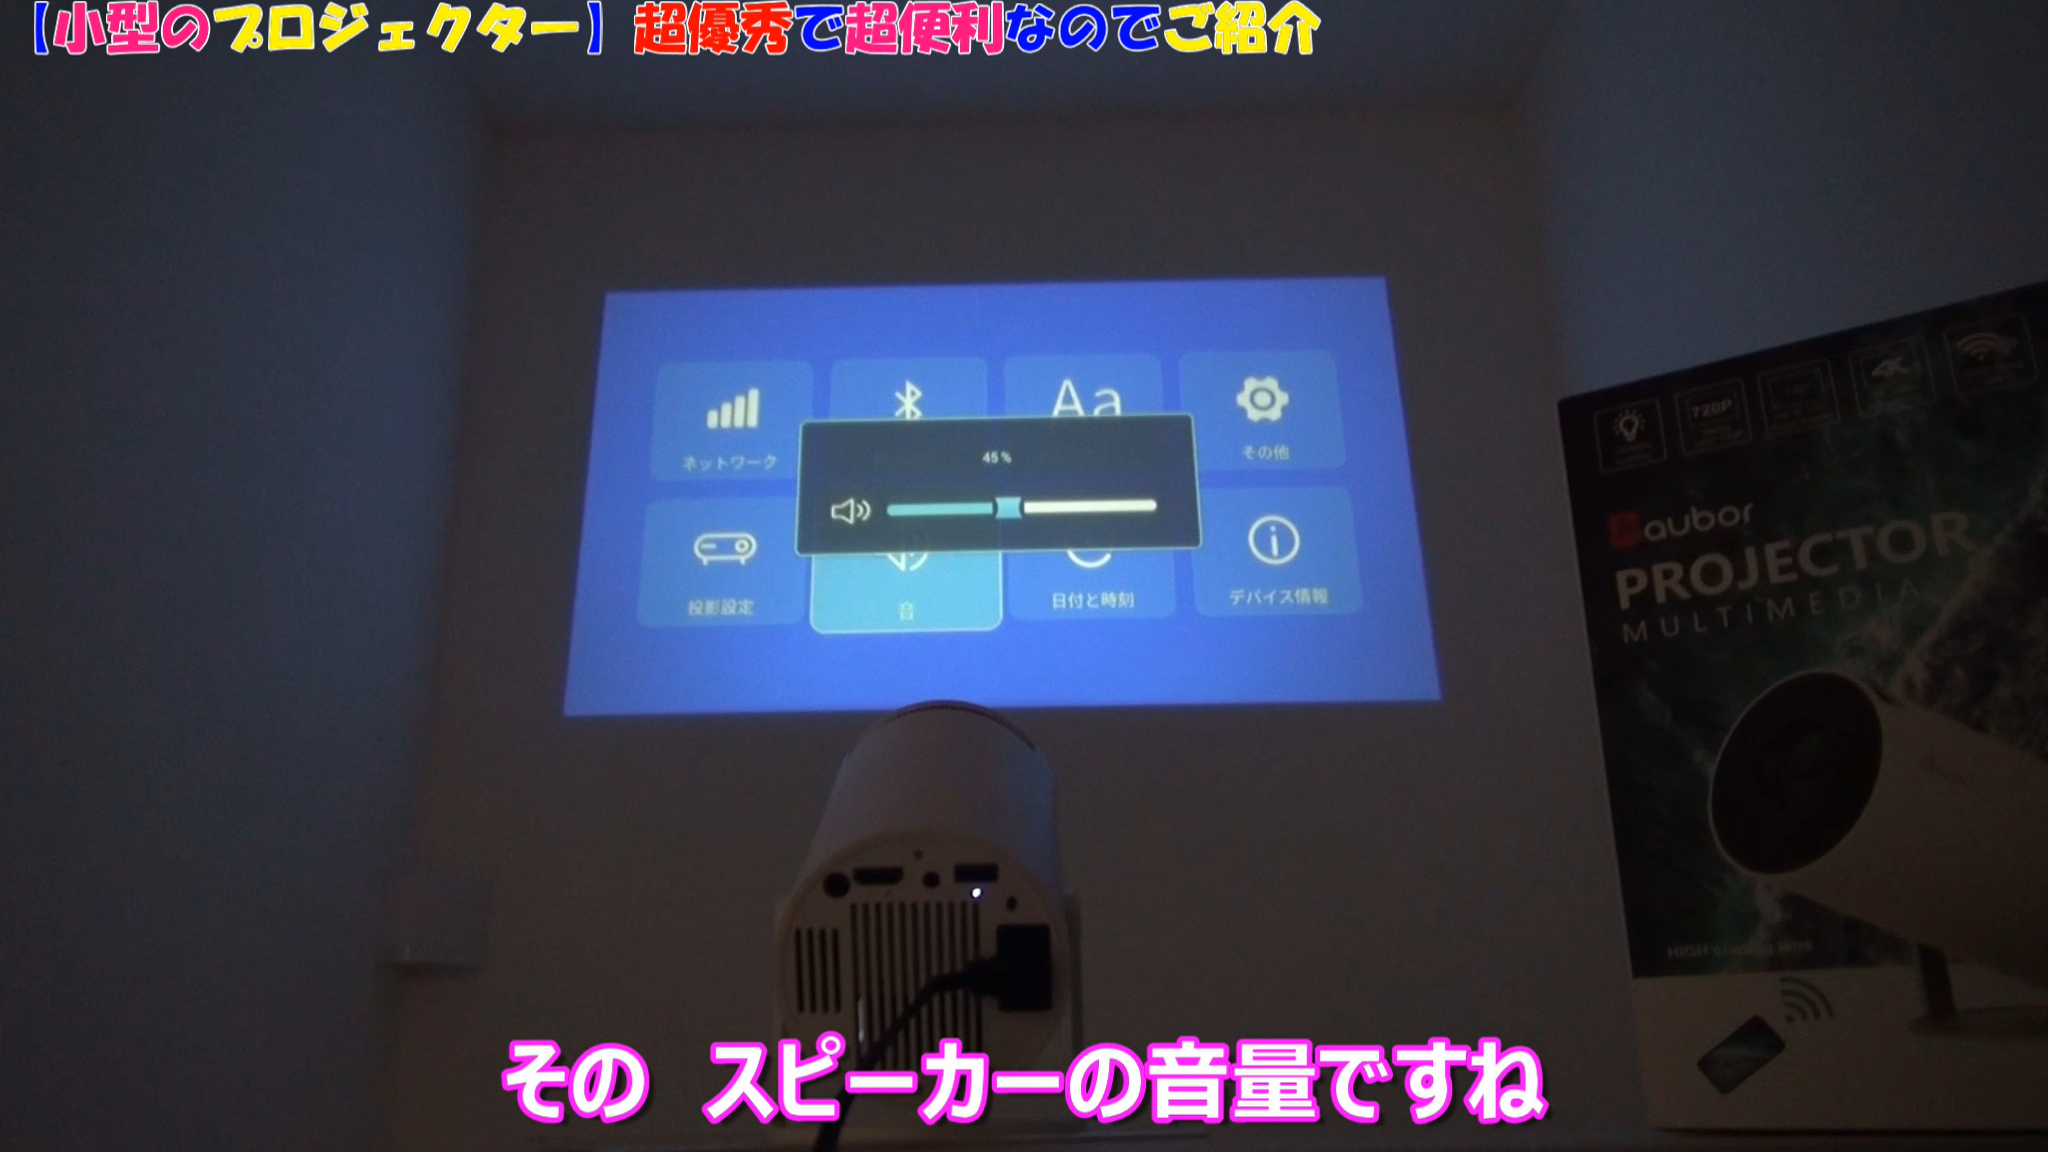 【小型のプロジェクター】超優秀で超便利なのでご紹介
Aa
ネットワーク
その他
45%
投影設定
音
日付と時刻
デバイス情報
720P
4K
aubor
PROJECTOR
MULTIMEDIA
その スピーカーの音量ですね